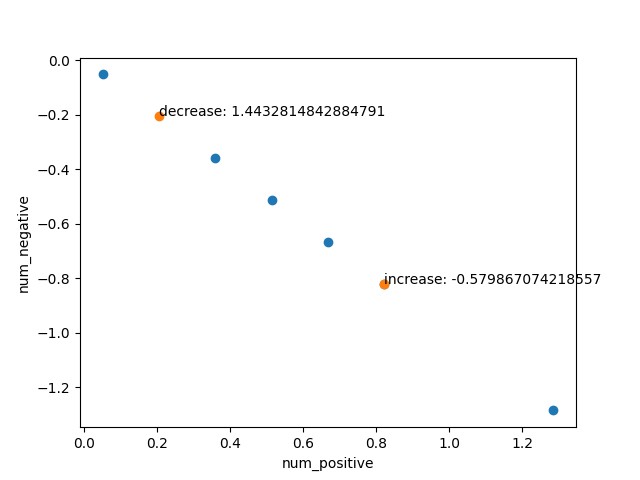 0.0
−0.2
−0.4
−0.6
−0.8
−1.0
−1.2
num_negative
decrease: 1.4432814842884791
increase: -0.579867074218557
0.0 0.2 0.4 0.6 0.8 1.0 1.2
num_positive